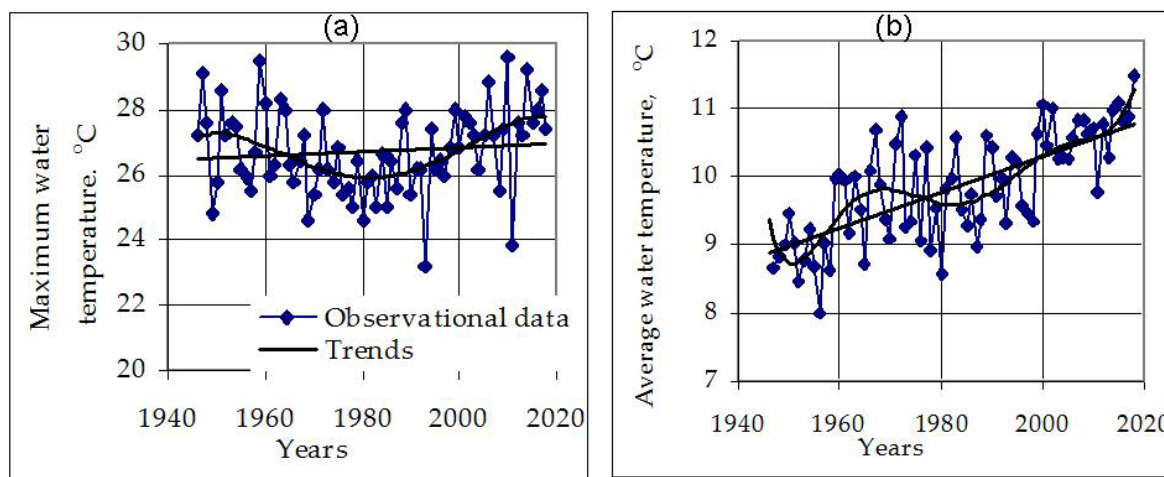 (a)
30
28
26
24
22
20
Maximum water
temperature. °C
Observational data
Trends
1940 1960 1980 2000 2020
Years
(b)
12
11
10
9
8
7
Average water temperature, °C
1940 1960 1980 2000 2020
Years